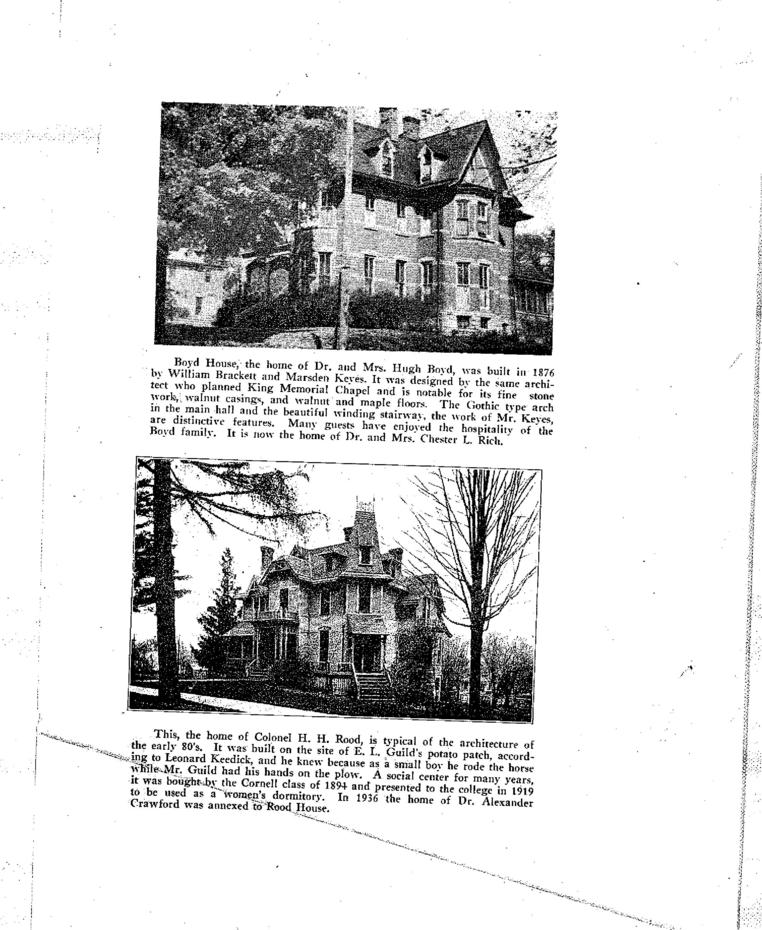 Boyd House, the home of Dr. and Mrs. Hugh Boyd, was built in 1876
by William Brackett and Marsden Keyes. It was designed by the same archi-
tect who planned King Memorial Chapel and is notable for its fine stone
work, walnut casings, and walnut and maple floors. The Gothic type arch
in the main hall and the beautiful winding stairway, the work of Mr. Keyes,
are distinctive features. Many guests have enjoyed the hospitality of the
Boyd family. It is now the home of Dr. and Mrs. Chester L. Rich.
This, the home of Colonel H. H. Rood, is typical of the architecture of
the early 80's. It was built on the site of E. L. Guild's potato patch, accord-
ing to Leonard Keedick, and he knew because as a small boy he rode the horse
while Mr. Guild had his hands on the plow. A social center for many years,
it was bought by the Cornell class of 1894 and presented to the college in 1919
to be used as a women's dormitory. In 1936 the home of Dr. Alexander
Crawford was annexed to Rood House.